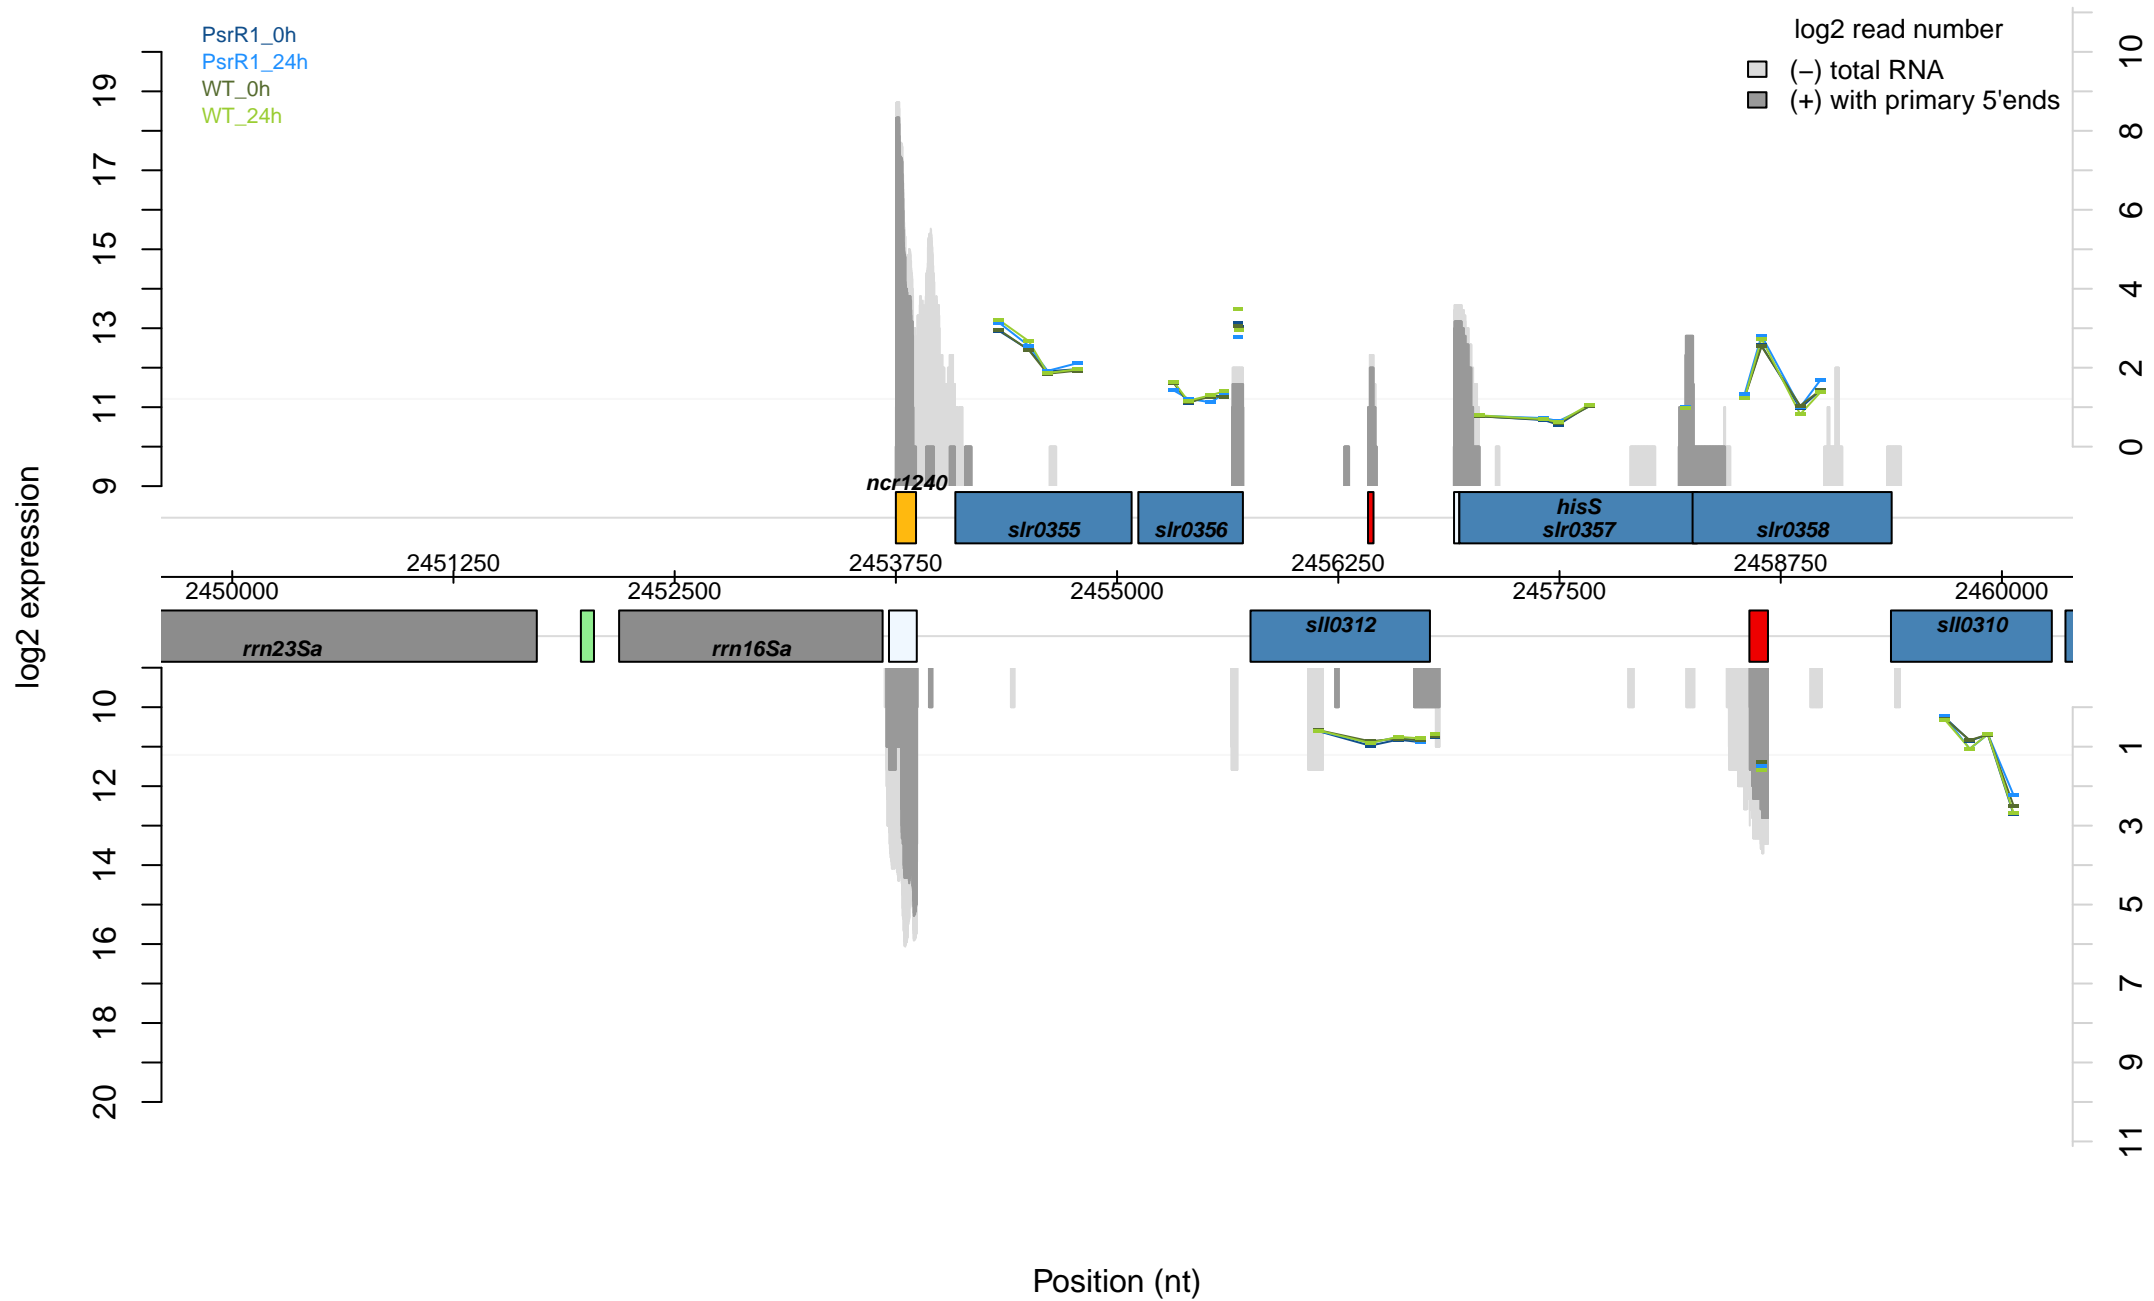 PsrR1_0h
PsrR1_24h
WT_0h
WT_24h
log2 read number
(−) total RNA
(+) with primary 5'ends
19
17
15
13
11
9
10
8
6
4
2
0
log2 expression
ncr1240
slr0355
slr0356
hisS
slr0357
slr0358
2451250
2453750
2456250
2458750
2450000
2452500
2455000
2457500
2460000
rrn23Sa
rrn16Sa
sll0312
sll0310
10
12
14
16
18
20
1
3
5
7
9
11
Position (nt)